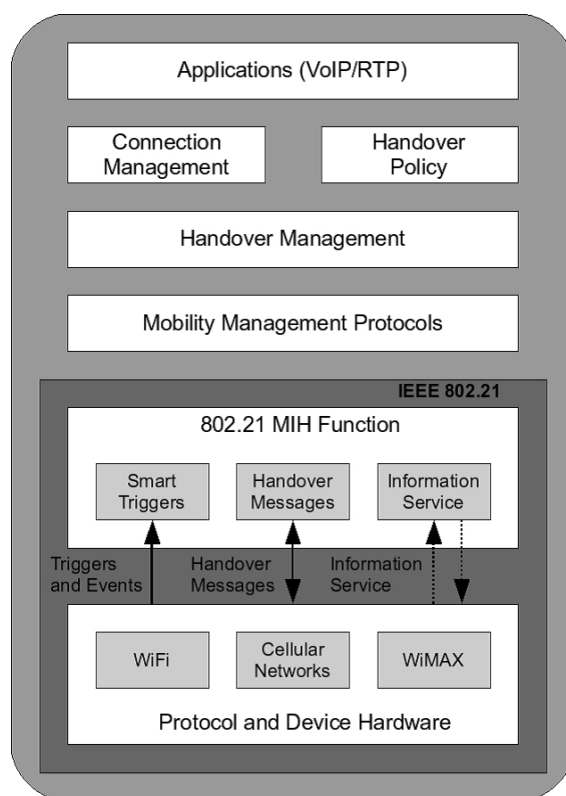 Applications (VoIP/RTP)
Connection
Management
Handover
Policy
Handover Management
Mobility Management Protocols
IEEE 802.21
802.21 MIH Function
Smart
Triggers
Handover
Messages
Information
Service
Triggers
and Events
Handover
Messages
Information
Service
WiFi
Cellular
Networks
WiMAX
Protocol and Device Hardware